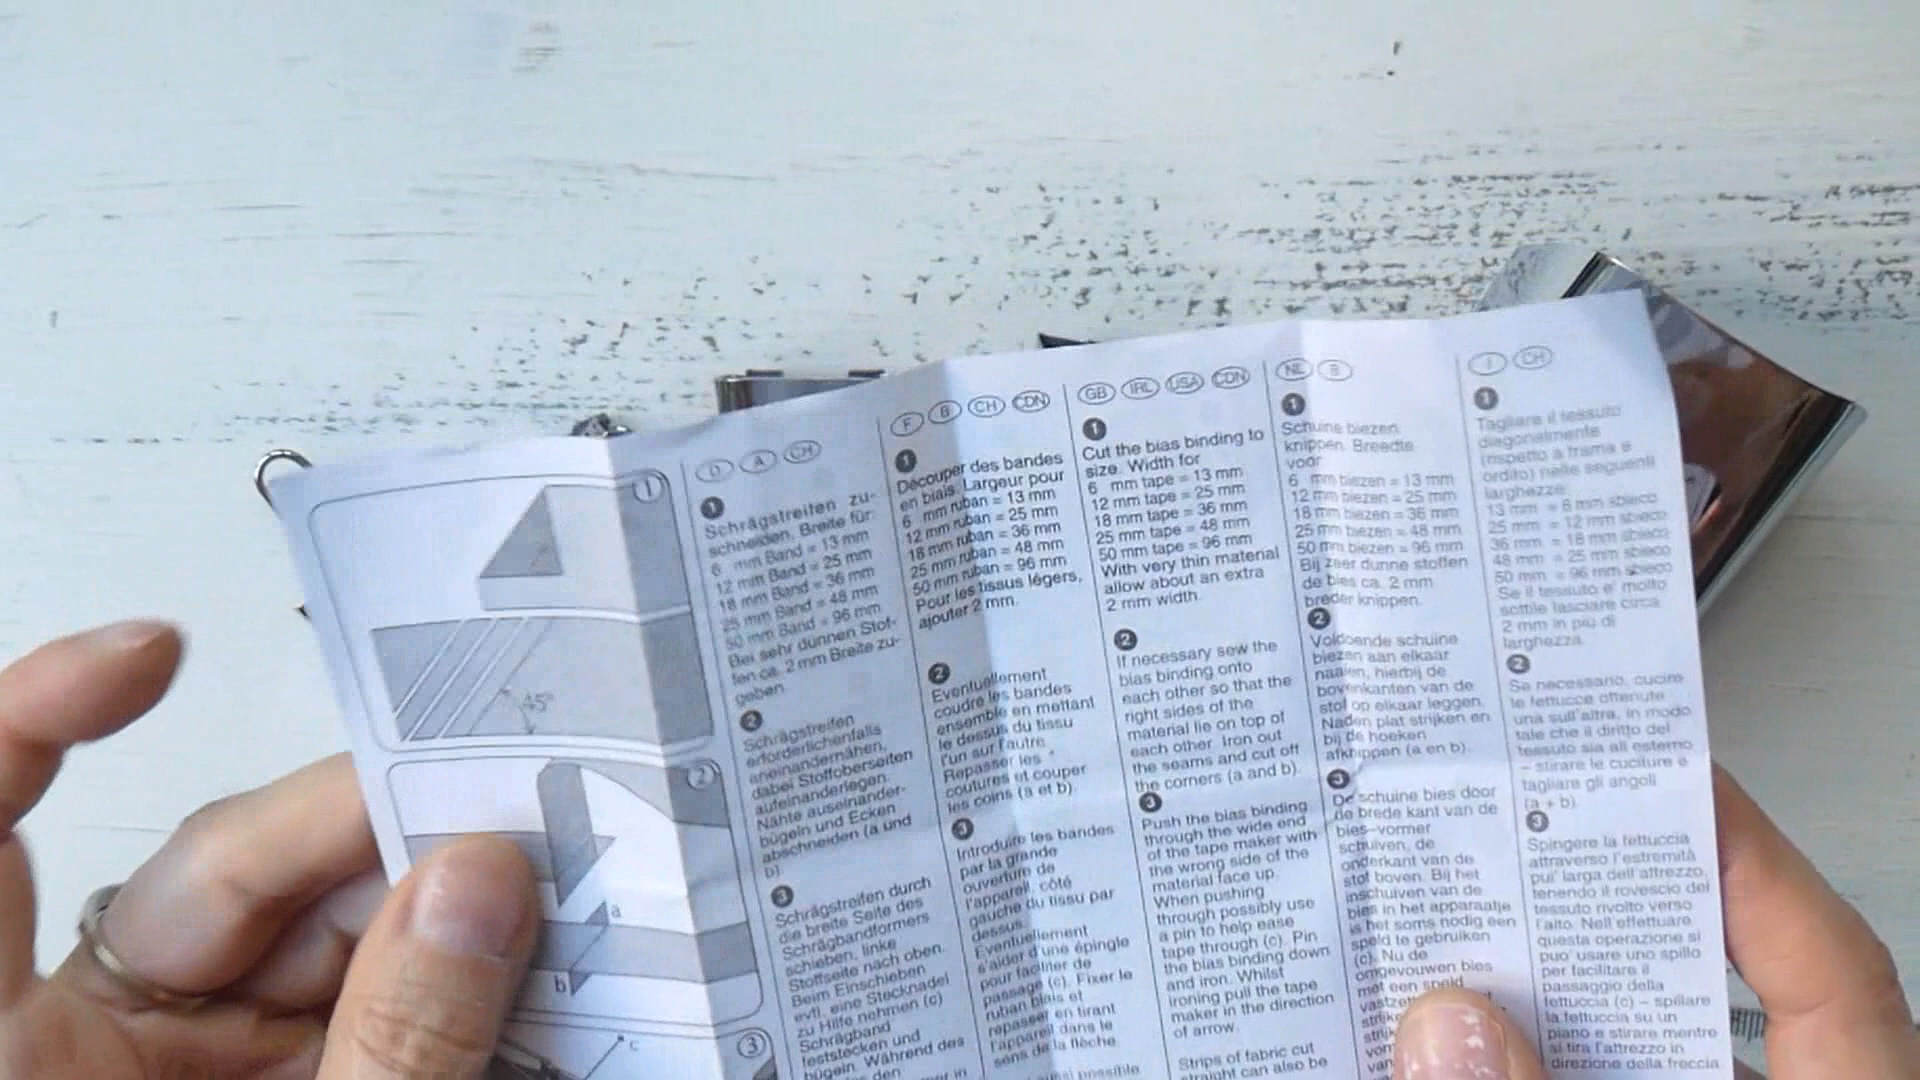 1
45°
2
a
b
3
c
D A CH
1
Schrägstreifen zu-
schneiden. Breite für:
6 mm Band = 13 mm
12 mm Band = 25 mm
18 mm Band = 36 mm
25 mm Band = 48 mm
50 mm Band = 96 mm
Bei sehr dünnen Stof-
fen ca. 2 mm Breite zu-
geben.
2
Schrägstreifen
erforderlichenfalls
aneinandernähen,
dabei Stoffoberseiten
aufeinanderlegen.
Nähte auseinander-
bügeln und Ecken
abschneiden (a und
b)
3
Schrägstreifen durch
die breite Seite des
Schrägbandformers
schieben, linke
Stoffseite nach oben.
Beim Einschieben
evtl. eine Stecknadel
zu Hilfe nehmen (c)
Schrägband
feststecken und
bügeln. Während des
F B CH CDN
1
Découper des bandes
en biais. Largeur pour
6 mm ruban = 13 mm
12 mm ruban = 25 mm
18 mm ruban = 36 mm
25 mm ruban = 48 mm
50 mm ruban = 96 mm
Pour les tissus légers,
ajouter 2 mm.
2
Eventuellement
coudre les bandes
ensemble en mettant
le dessus du tissu
l'un sur l'autre.
Repasser les
coutures et couper
les coins (a et b)
3
Introduire les bandes
par la grande
ouverture de
l'appareil, côté
gauche du tissu par
dessus.
Eventuellement
s'aider d'une épingle
pour faciliter de
passage (c). Fixer le
ruban biais et
repasser en tirant
l'appareil dans le
sens de la flèche.
possible
GB IRL USA CDN
1
Cut the bias binding to
size. Width for
6 mm tape = 13 mm
12 mm tape = 25 mm
18 mm tape = 36 mm
25 mm tape = 48 mm
50 mm tape = 96 mm
With very thin material
allow about an extra
2 mm width.
2
If necessary sew the
bias binding onto
each other so that the
right sides of the
material lie on top of
each other. Iron out
the seams and cut off
the corners (a and b).
3
Push the bias binding
through the wide end
of the tape maker with
the wrong side of the
material face up.
When pushing
through possibly use
a pin to help ease
tape through (c). Pin
the bias binding down
and iron. Whilst
ironing pull the tape
maker in the direction
of arrow.
Strips of fabric cut
straight can also be
NL B
1
Schuine biezen
knippen. Breedte
voor
6 mm biezen = 13 mm
12 mm biezen = 25 mm
18 mm biezen = 36 mm
25 mm biezen = 48 mm
50 mm biezen = 96 mm
Bij zeer dunne stoffen
de bies ca. 2 mm
breder knippen.
2
Voldoende schuine
biezen aan elkaar
naaien, hierbij de
bovenkanten van de
stof op elkaar leggen.
Naden plat strijken en
bij de hoeken
afknippen (a en b).
3
De schuine bies door
de brede kant van de
bies-vormer
schuiven, de
onderkant van de
stof boven. Bij het
inschuiven van de
bies in het apparaatje
is het soms nodig een
speld te gebruiken
(c). Nu de
omgevouwen bies
met een speld
I CH
1
Tagliare il tessuto
diagonalmente
(rispetto a trama e
ordito) nelle seguenti
larghezze:
13 mm = 6 mm sbieco
25 mm = 12 mm sbieco
36 mm = 18 mm sbieco
48 mm = 25 mm sbieco
50 mm = 96 mm sbieco
Se il tessuto e' molto
sottile lasciare circa
2 mm in più di
larghezza.
2
Se necessario, cucire
le fettucce ottenute
una sull'altra, in modo
tale che il diritto del
tessuto sia all esterno
– stirare le cuciture e
tagliare gli angoli
(a + b)
3
Spingere la fettuccia
attraverso l'estremità
piu' larga dell'attrezzo,
tenendo il rovescio del
tessuto rivolto verso
l'alto. Nell'effettuare
questa operazione si
puo' usare uno spillo
per facilitare il
passaggio della
fettuccia (c) – spillare
la fettuccia su un
piano e stirare mentre
si tira l'attrezzo in
direzione della freccia